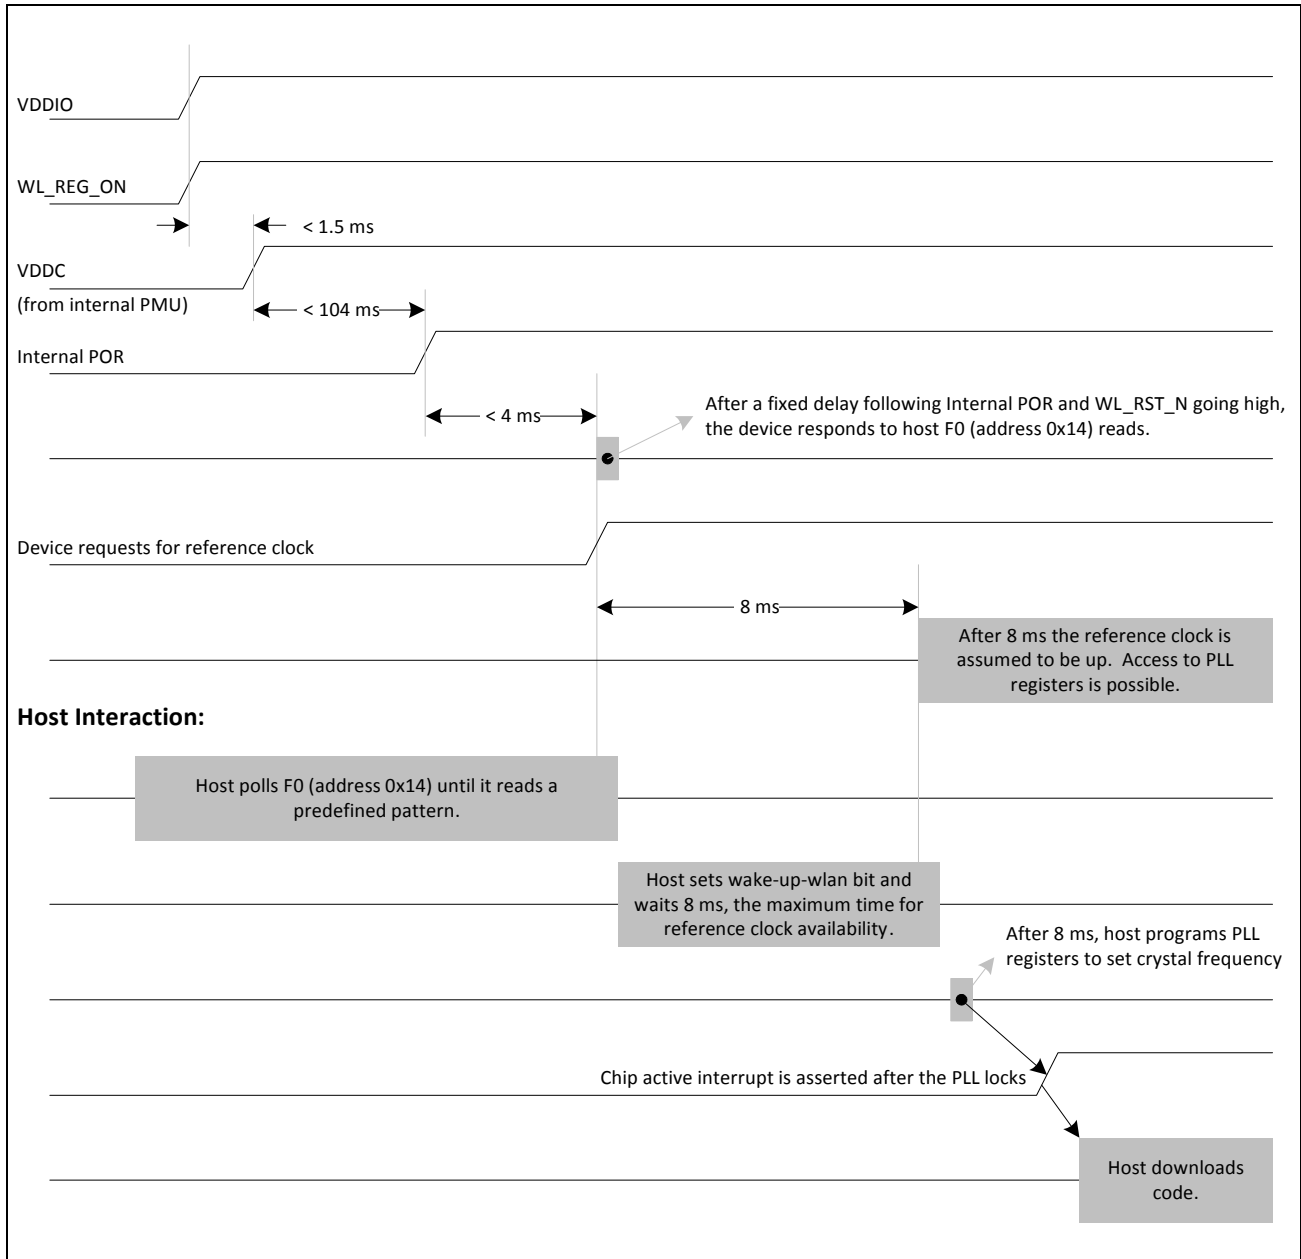 VDDIO
WL_REG_ON
< 1.5 ms
VDDC
(from internal PMU)
< 104 ms
Internal POR
< 4 ms
After a fixed delay following Internal POR and WL_RST_N going high,
the device responds to host F0 (address 0x14) reads.
Device requests for reference clock
8 ms
After 8 ms the reference clock is
assumed to be up.  Access to PLL
registers is possible.
Host Interaction:
Host polls F0 (address 0x14) until it reads a
predefined pattern.
Host sets wake-up-wlan bit and
waits 8 ms, the maximum time for
reference clock availability.
After 8 ms, host programs PLL
registers to set crystal frequency
Chip active interrupt is asserted after the PLL locks
Host downloads
code.